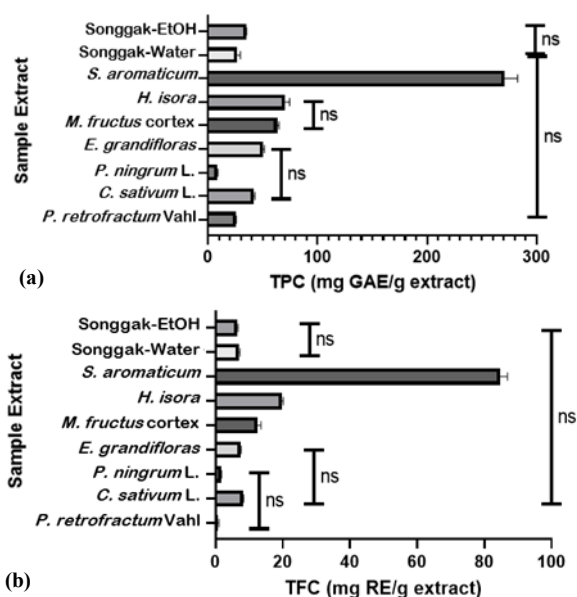 Sample Extract
Songgak-EtOH
Songgak-Water
S. aromaticum
H. isora
M. fructus cortex
E. grandifloras
P. ningrum L.
C. sativum L.
P. retrofractum Vahl
ns
ns
ns
ns
0 100 200 300
TPC (mg GAE/g extract)
(a)
Sample Extract
Songgak-EtOH
Songgak-Water
S. aromaticum
H. isora
M. fructus cortex
E. grandifloras
P. ningrum L.
C. sativum L.
P. retrofractum Vahl
ns
ns
ns
ns
0 20 40 60 80 100
TFC (mg RE/g extract)
(b)